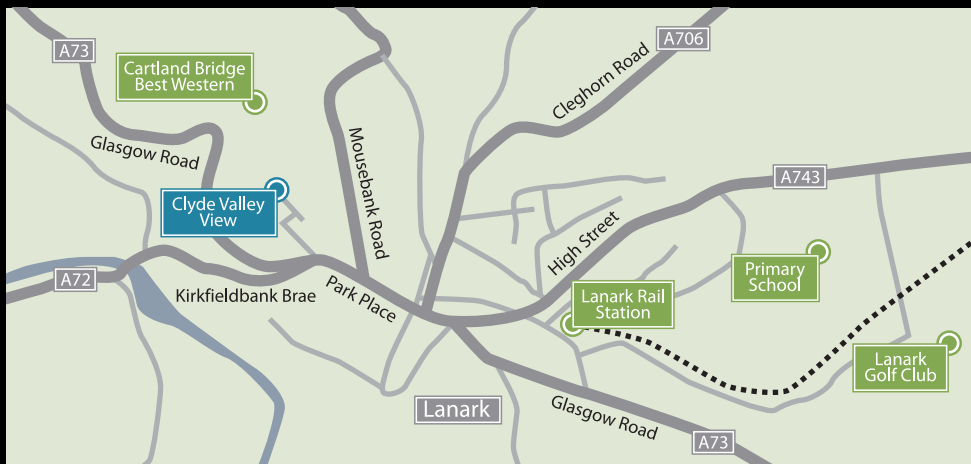 A73
A706
Cartland Bridge
Best Western
Cleghorn Road
Glasgow Road
Mousebank Road
A743
Clyde Valley
View
High Street
Primary
School
A72
Kirkfieldbank Brae
Park Place
Lanark Rail
Station
Lanark
Golf Club
Lanark
Glasgow Road
A73